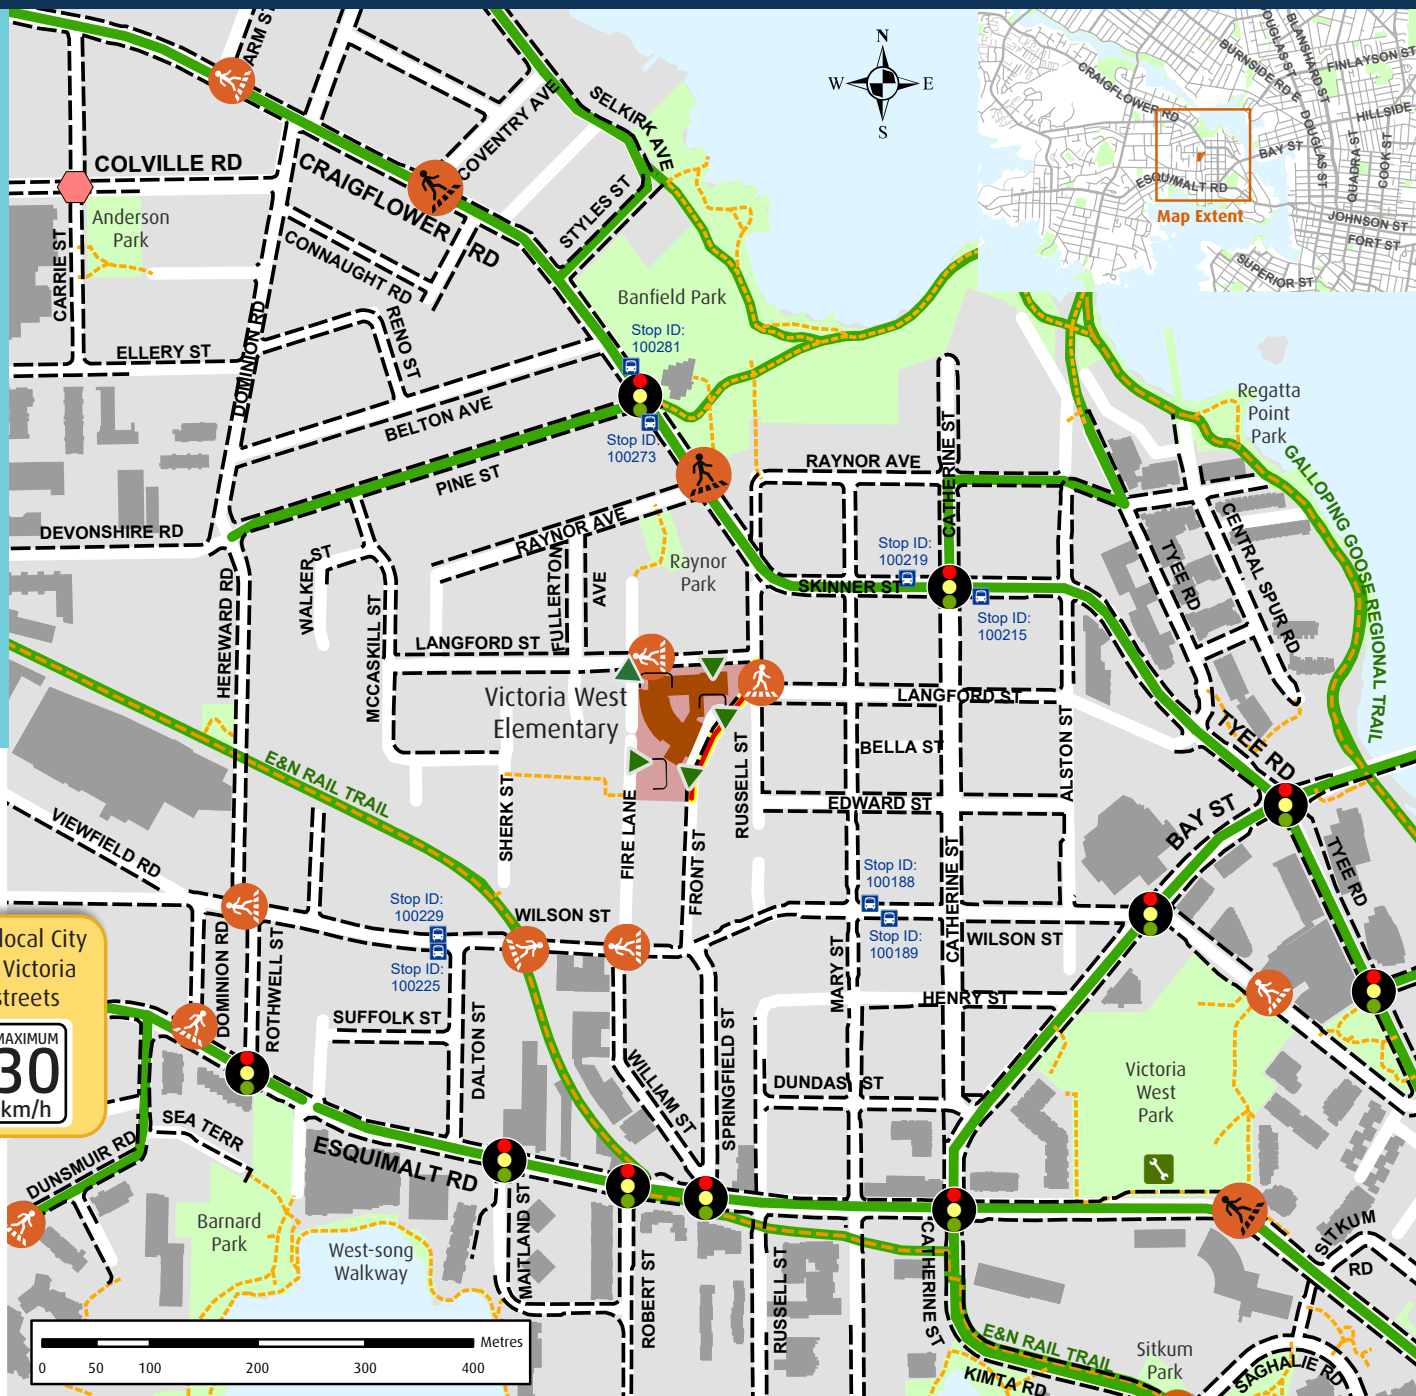 ARM ST
N
W
E
S
SELKIRK AVE
COVENTRY AVE
COLVILLE RD
CRAIGFLOWER RD
Anderson
Park
STYLES ST
CONNAUGHT RD
CARRIE ST
RENO ST
DOMINION RD
ELLERY ST
BELTON AVE
Banfield Park
Stop ID:
100281
Stop ID:
100273
PINE ST
DEVONSHIRE RD
CRAIGFLOWER RD
BURNSIDE RD E
DOUGLAS ST
BLANSHARD ST
FINLAYSON ST
HILLSIDE
DOUGLAS ST
QUADRA ST
COOK ST
BAY ST
ESQUIMALT RD
Map Extent
JOHNSON ST
FORT ST
SUPERIOR ST
Regatta
Point
Park
GALLOPING GOOSE REGIONAL TRAIL
RAYNOR AVE
CATHERINE ST
RAYNOR AVE
Raynor
Park
Stop ID:
100219
SKINNER ST
Stop ID:
100215
TYEE RD
CENTRAL SPUR RD
WALKER ST
MCCASKILL ST
HEREWARD RD
FULLERTON
AVE
LANGFORD ST
Victoria West
Elementary
LANGFORD ST
BELLA ST
EDWARD ST
ALSTON ST
TYEE RD
BAY ST
TYEE RD
E&N RAIL TRAIL
SHERK ST
FIRE LANE
FRONT ST
RUSSELL ST
VIEWFIELD RD
Stop ID:
100188
Stop ID:
100189
CATHERINE ST
WILSON ST
Stop ID:
100229
Stop ID:
100225
WILSON ST
MARY ST
HENRY ST
local City
Victoria
streets
MAXIMUM
30
km/h
DOMINION RD
ROTHWELL ST
SUFFOLK ST
DALTON ST
WILLIAM ST
SPRINGFIELD ST
DUNDAS ST
Victoria
West
Park
SEA TERR
DUNSMUIR RD
ESQUIMALT RD
Barnard
Park
West-song
Walkway
MAITLAND ST
ROBERT ST
RUSSELL ST
CATHERINE ST
SITKUM
RD
E&N RAIL TRAIL
KIMTA RD
Sitkum
Park
SAGHALIE RD
Metres
0
50
100
200
300
400